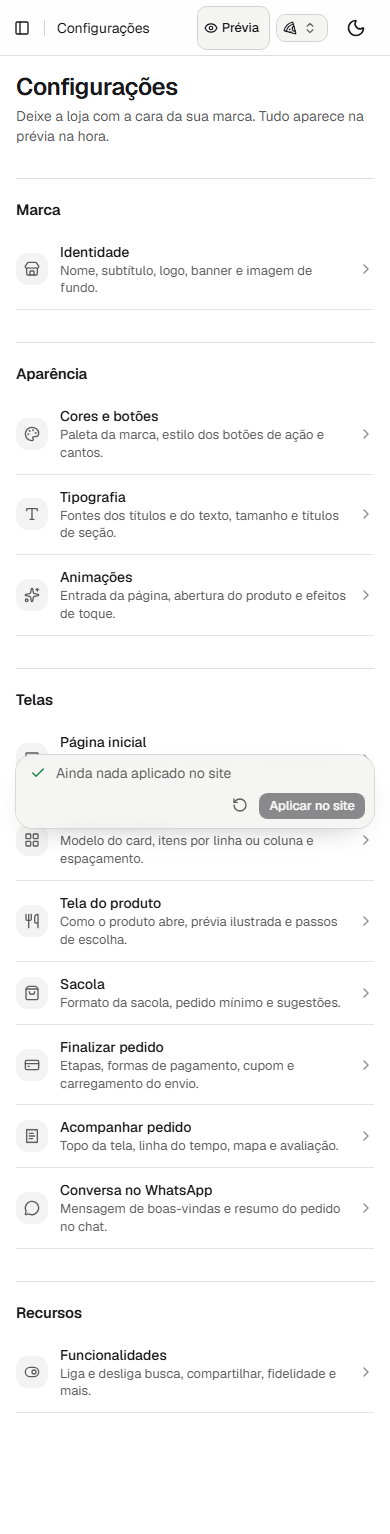 Configurações
Prévia
Configurações
Deixe a loja com a cara da sua marca. Tudo aparece na
prévia na hora.
Marca
Identidade
Nome, subtítulo, logo, banner e imagem de
fundo.
Aparência
Cores e botões
Paleta da marca, estilo dos botões de ação e
cantos.
Tipografia
Fontes dos títulos e do texto, tamanho e títulos
de seção.
Animações
Entrada da página, abertura do produto e efeitos
de toque.
Telas
Página inicial
Ainda nada aplicado no site
Aplicar no site
Modelo do card, itens por linha ou coluna e
espaçamento.
Tela do produto
Como o produto abre, prévia ilustrada e passos
de escolha.
Sacola
Formato da sacola, pedido mínimo e sugestões.
Finalizar pedido
Etapas, formas de pagamento, cupom e
carregamento do envio.
Acompanhar pedido
Topo da tela, linha do tempo, mapa e avaliação.
Conversa no WhatsApp
Mensagem de boas-vindas e resumo do pedido
no chat.
Recursos
Funcionalidades
Liga e desliga busca, compartilhar, fidelidade e
mais.